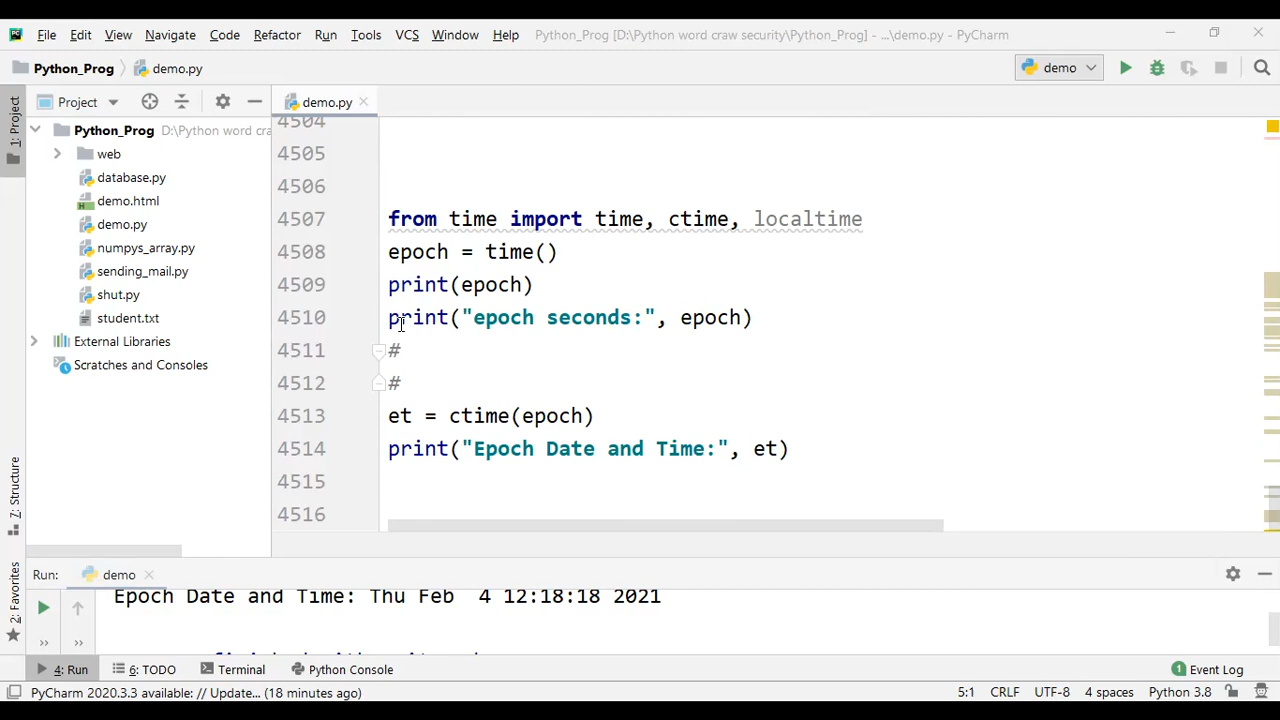 File Edit View Navigate Code Refactor Run Tools VCS Window Help Python_Prog [D:\Python word craw security\Python_Prog] - ...\demo.py - PyCharm
Python_Prog demo.py demo
1: Project
Project
demo.py
Python_Prog D:\Python word cra
web
database.py
demo.html
demo.py
numpys_array.py
sending_mail.py
shut.py
student.txt
External Libraries
Scratches and Consoles
4504
4505
4506
4507 from time import time, ctime, localtime
4508 epoch = time()
4509 print(epoch)
4510 print("epoch seconds:", epoch)
4511 #
4512 #
4513 et = ctime(epoch)
4514 print("Epoch Date and Time:", et)
4515
4516
7: Structure
2: Favorites
Run: demo
Epoch Date and Time: Thu Feb  4 12:18:18 2021
4: Run 6: TODO Terminal Python Console 1 Event Log
PyCharm 2020.3.3 available: // Update... (18 minutes ago) 5:1 CRLF UTF-8 4 spaces Python 3.8